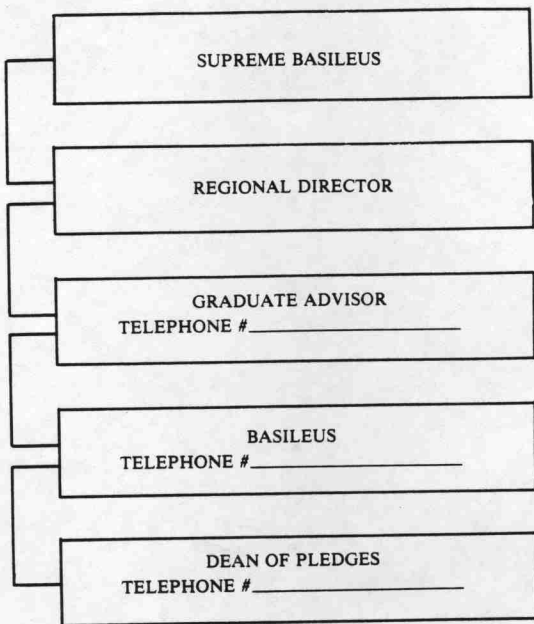 SUPREME BASILEUS
REGIONAL DIRECTOR
GRADUATE ADVISOR
TELEPHONE #
BASILEUS
TELEPHONE #
DEAN OF PLEDGES
TELEPHONE #